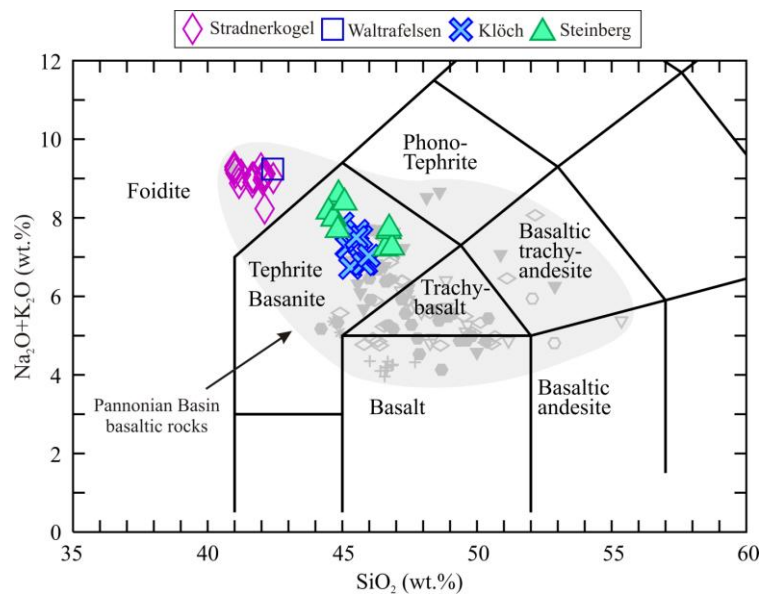 Stradnerkogel Waltrafelsen Klöch Steinberg
12
10
8
6
4
2
0
Na₂O+K₂O (wt.%)
Foidite
Phono-
Tephrite
Tephrite
Basanite
Trachy-
basalt
Basaltic
trachy-
andesite
Pannonian Basin
basaltic rocks
Basalt
Basaltic
andesite
35 40 45 50 55 60
SiO₂ (wt.%)